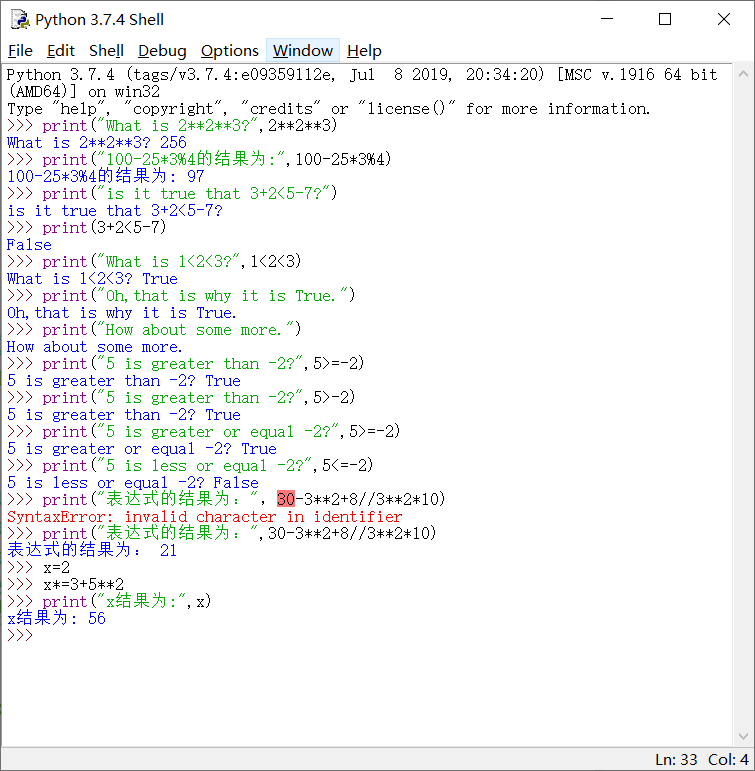 Python 3.7.4 Shell
File Edit Shell Debug Options Window Help
Python 3.7.4 (tags/v3.7.4:e09359112e, Jul  8 2019, 20:34:20) [MSC v.1916 64 bit
(AMD64)] on win32
Type "help", "copyright", "credits" or "license()" for more information.
>>> print("What is 2**2**3?",2**2**3)
What is 2**2**3? 256
>>> print("100-25*3%4的结果为:",100-25*3%4)
100-25*3%4的结果为: 97
>>> print("is it true that 3+2<5-7?")
is it true that 3+2<5-7?
>>> print(3+2<5-7)
False
>>> print("What is 1<2<3?",1<2<3)
What is 1<2<3? True
>>> print("Oh,that is why it is True.")
Oh,that is why it is True.
>>> print("How about some more.")
How about some more.
>>> print("5 is greater than -2?",5>=-2)
5 is greater than -2? True
>>> print("5 is greater than -2?",5>-2)
5 is greater than -2? True
>>> print("5 is greater or equal -2?",5>=-2)
5 is greater or equal -2? True
>>> print("5 is less or equal -2?",5<=-2)
5 is less or equal -2? False
>>> print("表达式的结果为："，30-3**2+8//3**2*10)
SyntaxError: invalid character in identifier
>>> print("表达式的结果为：",30-3**2+8//3**2*10)
表达式的结果为： 21
>>> x=2
>>> x*=3+5**2
>>> print("x结果为:",x)
x结果为: 56
>>>
Ln: 33 Col: 4